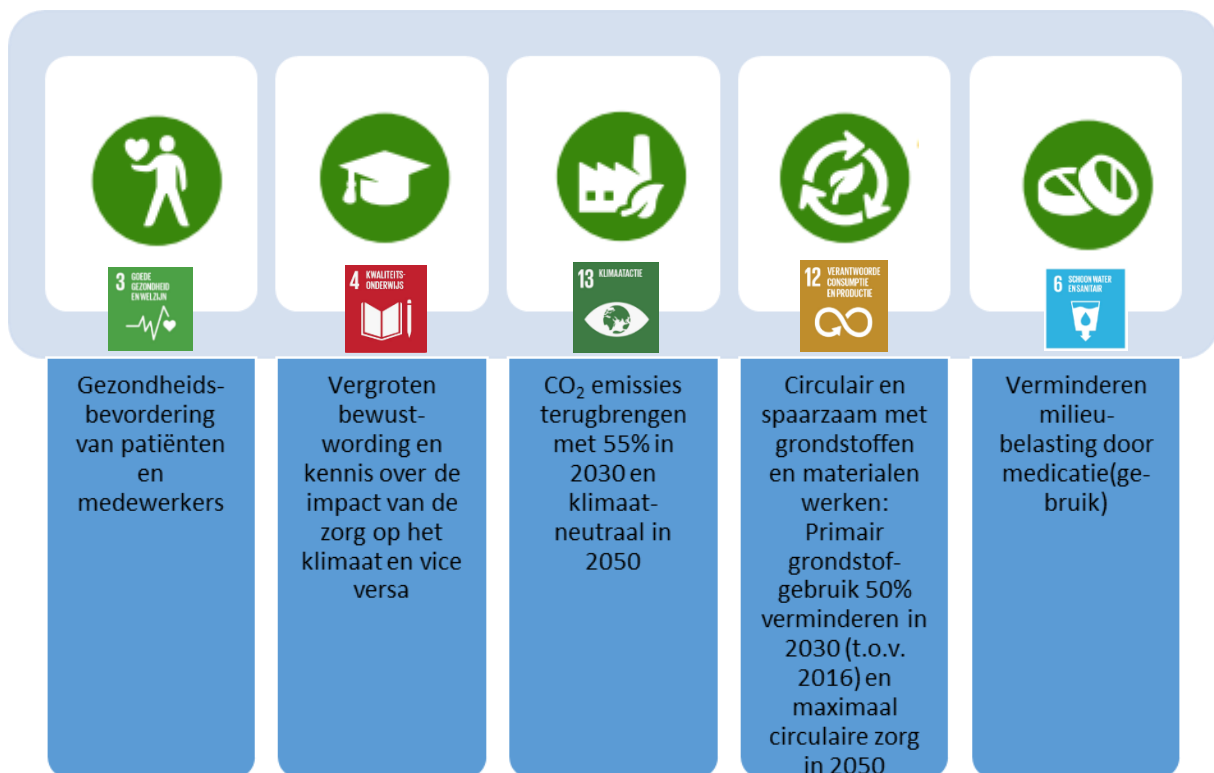 3 GOEDE
GEZONDHEID
EN WELZIJN
4 KWALITEITS-
ONDERWIJS
13 KLIMAATACTIE
12 VERANTWOORDE
CONSUMPTIE
EN PRODUCTIE
6 SCHOON WATER
EN SANITAIR
Gezondheids-
bevordering
van patiënten
en
medewerkers
Vergroten
bewust-
wording en
kennis over de
impact van de
zorg op het
klimaat en vice
versa
CO₂ emissies
terugbrengen
met 55% in
2030 en
klimaat-
neutraal in
2050
Circulair en
spaarzaam met
grondstoffen
en materialen
werken:
Primair
grondstof-
gebruik 50%
verminderen in
2030 (t.o.v.
2016) en
maximaal
circulaire zorg
in 2050
Verminderen
milieu-
belasting door
medicatie(ge-
bruik)